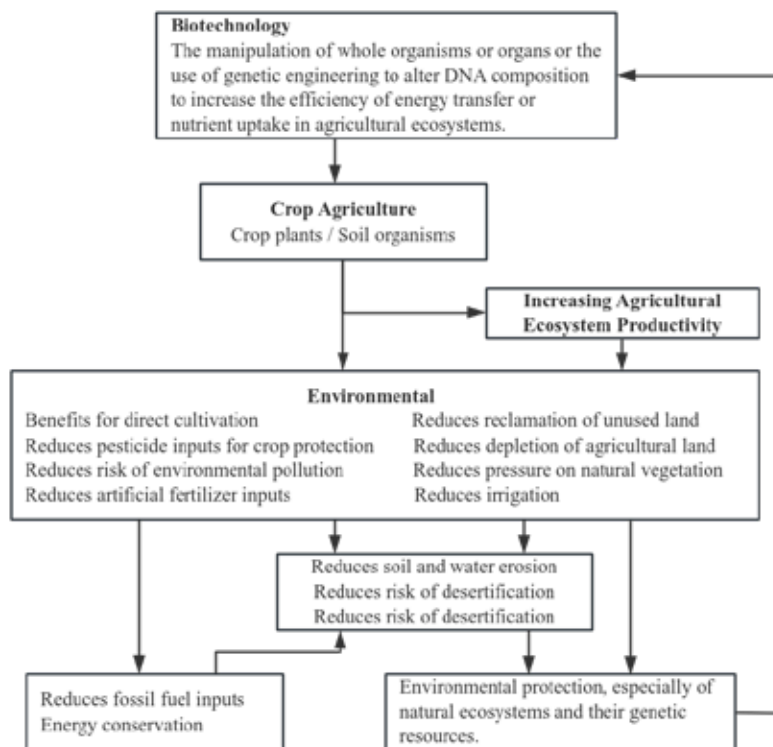 Biotechnology
The manipulation of whole organisms or organs or the
use of genetic engineering to alter DNA composition
to increase the efficiency of energy transfer or
nutrient uptake in agricultural ecosystems.
Crop Agriculture
Crop plants / Soil organisms
Increasing Agricultural
Ecosystem Productivity
Environmental
Benefits for direct cultivation
Reduces pesticide inputs for crop protection
Reduces risk of environmental pollution
Reduces artificial fertilizer inputs
Reduces reclamation of unused land
Reduces depletion of agricultural land
Reduces pressure on natural vegetation
Reduces irrigation
Reduces soil and water erosion
Reduces risk of desertification
Reduces risk of desertification
Reduces fossil fuel inputs
Energy conservation
Environmental protection, especially of
natural ecosystems and their genetic
resources.